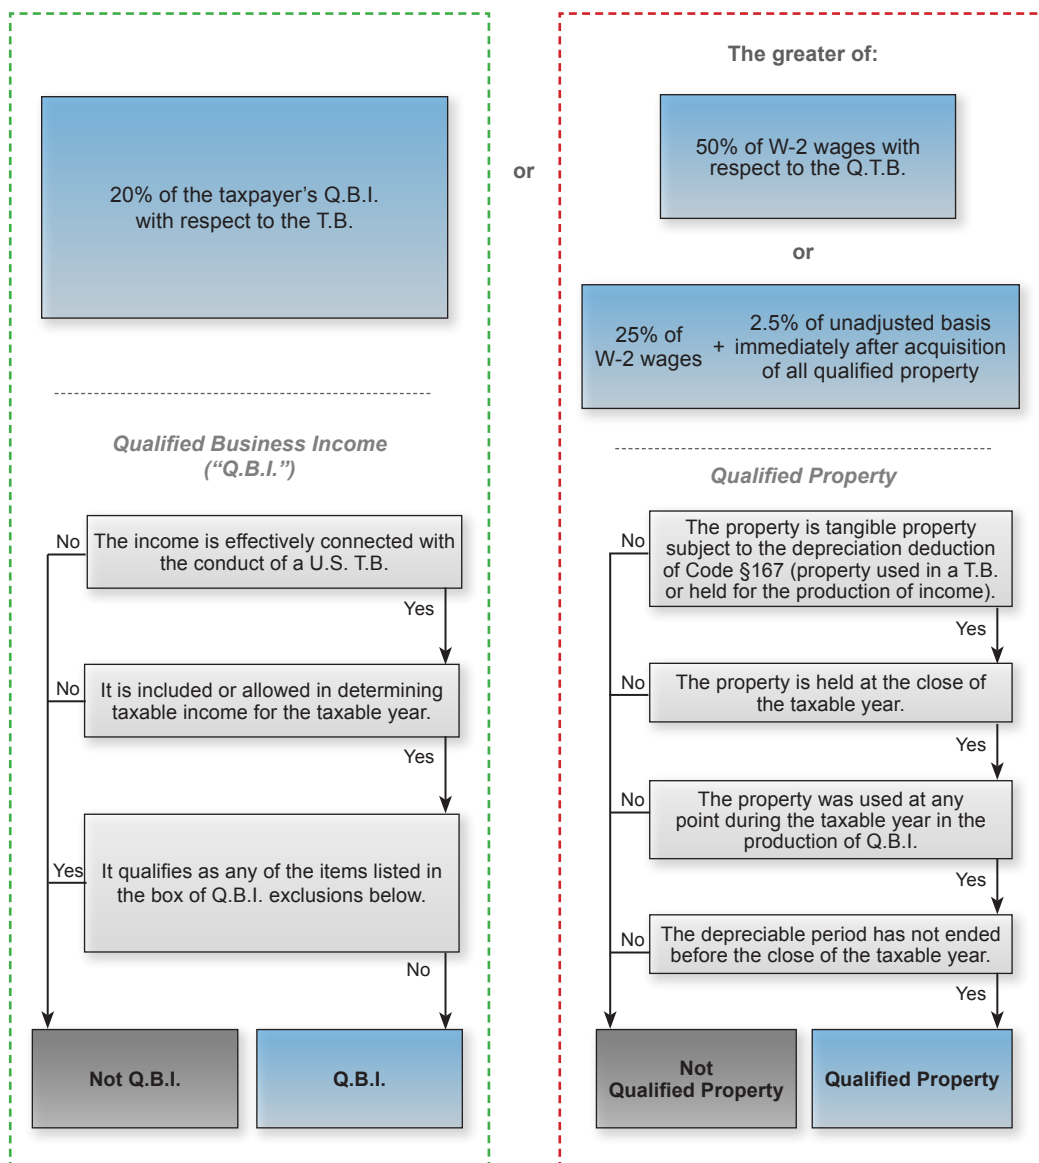 20% of the taxpayer’s Q.B.I.
with respect to the T.B.
Qualified Business Income
(“Q.B.I.”)
No
The income is effectively connected with
the conduct of a U.S. T.B.
Yes
No
It is included or allowed in determining
taxable income for the taxable year.
Yes
Yes
It qualifies as any of the items listed in
the box of Q.B.I. exclusions below.
No
Not Q.B.I.
Q.B.I.
or
The greater of:
50% of W-2 wages with
respect to the Q.T.B.
or
25% of
W-2 wages
+
2.5% of unadjusted basis
immediately after acquisition
of all qualified property
Qualified Property
No
The property is tangible property
subject to the depreciation deduction
of Code §167 (property used in a T.B.
or held for the production of income).
Yes
No
The property is held at the close of
the taxable year.
Yes
No
The property was used at any
point during the taxable year in the
production of Q.B.I.
Yes
No
The depreciable period has not ended
before the close of the taxable year.
Yes
Not
Qualified Property
Qualified Property